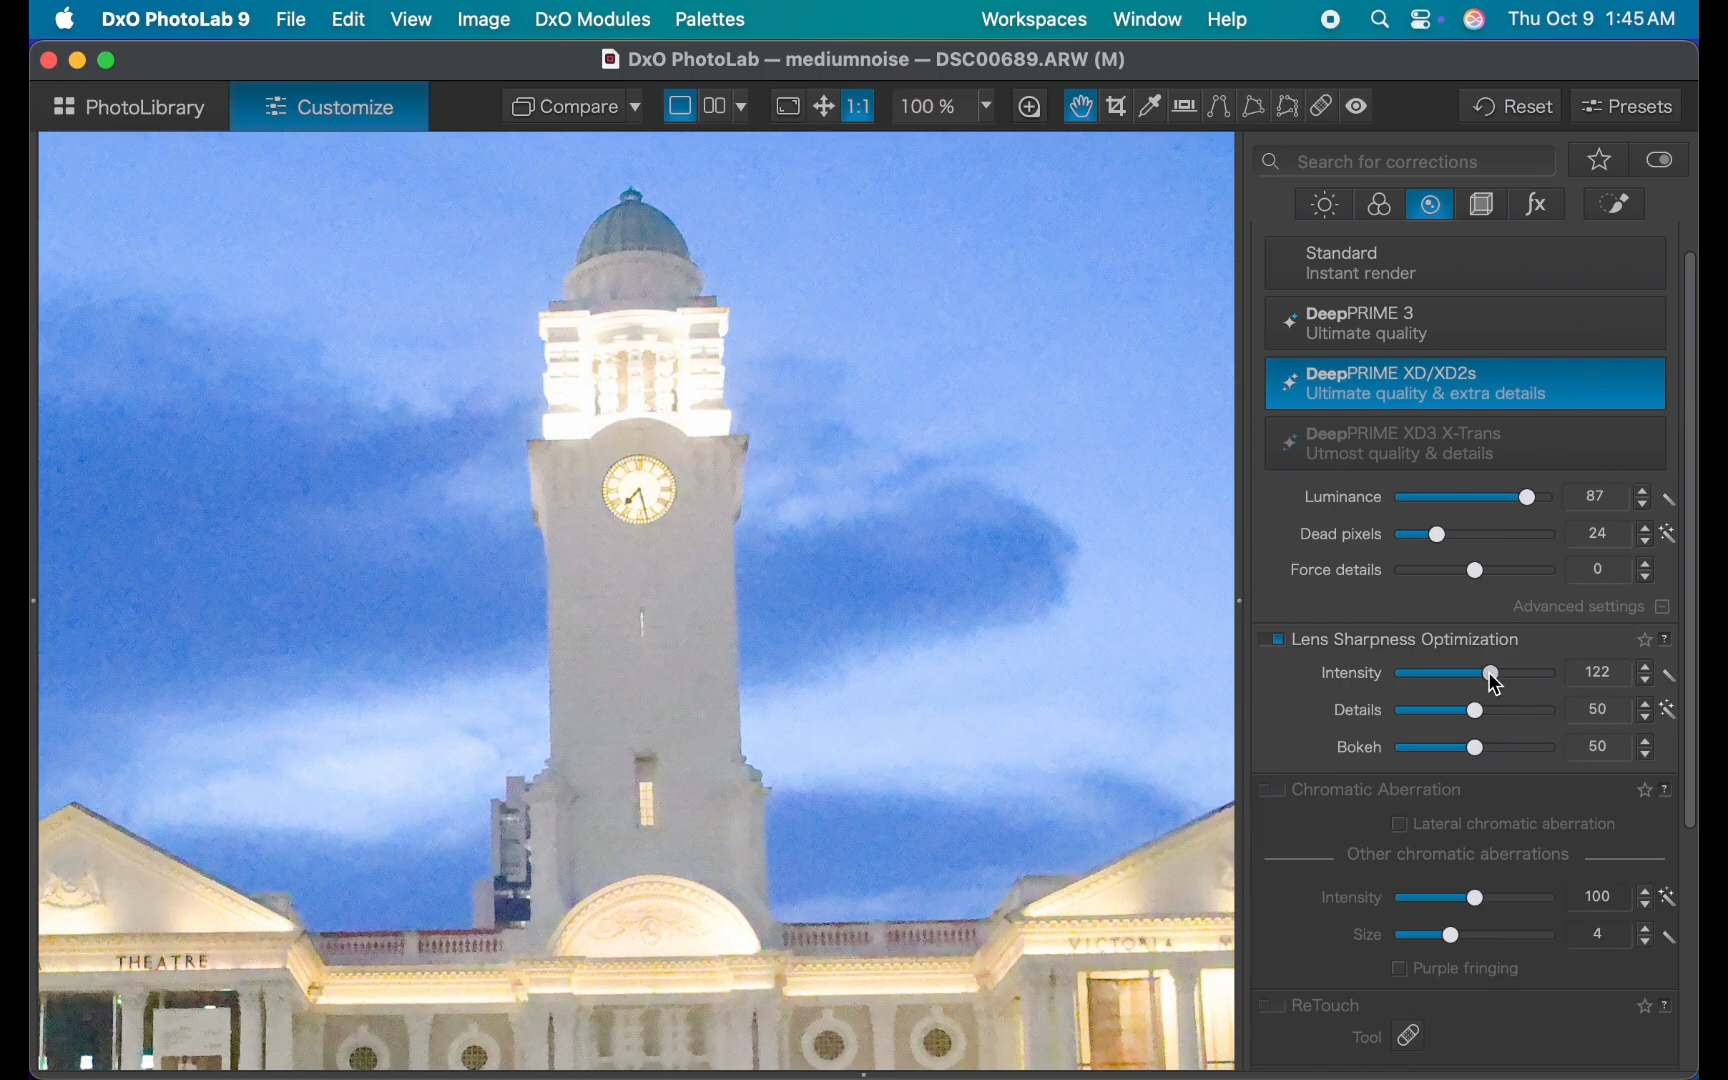 DxO PhotoLab 9 File Edit View Image DxO Modules Palettes Workspaces Window Help Thu Oct 9 1:45 AM
DxO PhotoLab — mediumnoise — DSC00689.ARW (M)
PhotoLibrary Customize Compare 1:1 100 % Reset Presets
Search for corrections
fx
Standard
Instant render
DeepPRIME 3
Ultimate quality
DeepPRIME XD/XD2s
Ultimate quality & extra details
DeepPRIME XD3 X-Trans
Utmost quality & details
Luminance 87
Dead pixels 24
Force details 0
Advanced settings
Lens Sharpness Optimization ?
Intensity 122
Details 50
Bokeh 50
Chromatic Aberration ?
Lateral chromatic aberration
Other chromatic aberrations
Intensity 100
Size 4
Purple fringing
ReTouch ?
Tool
THEATRE
VICTORIA M